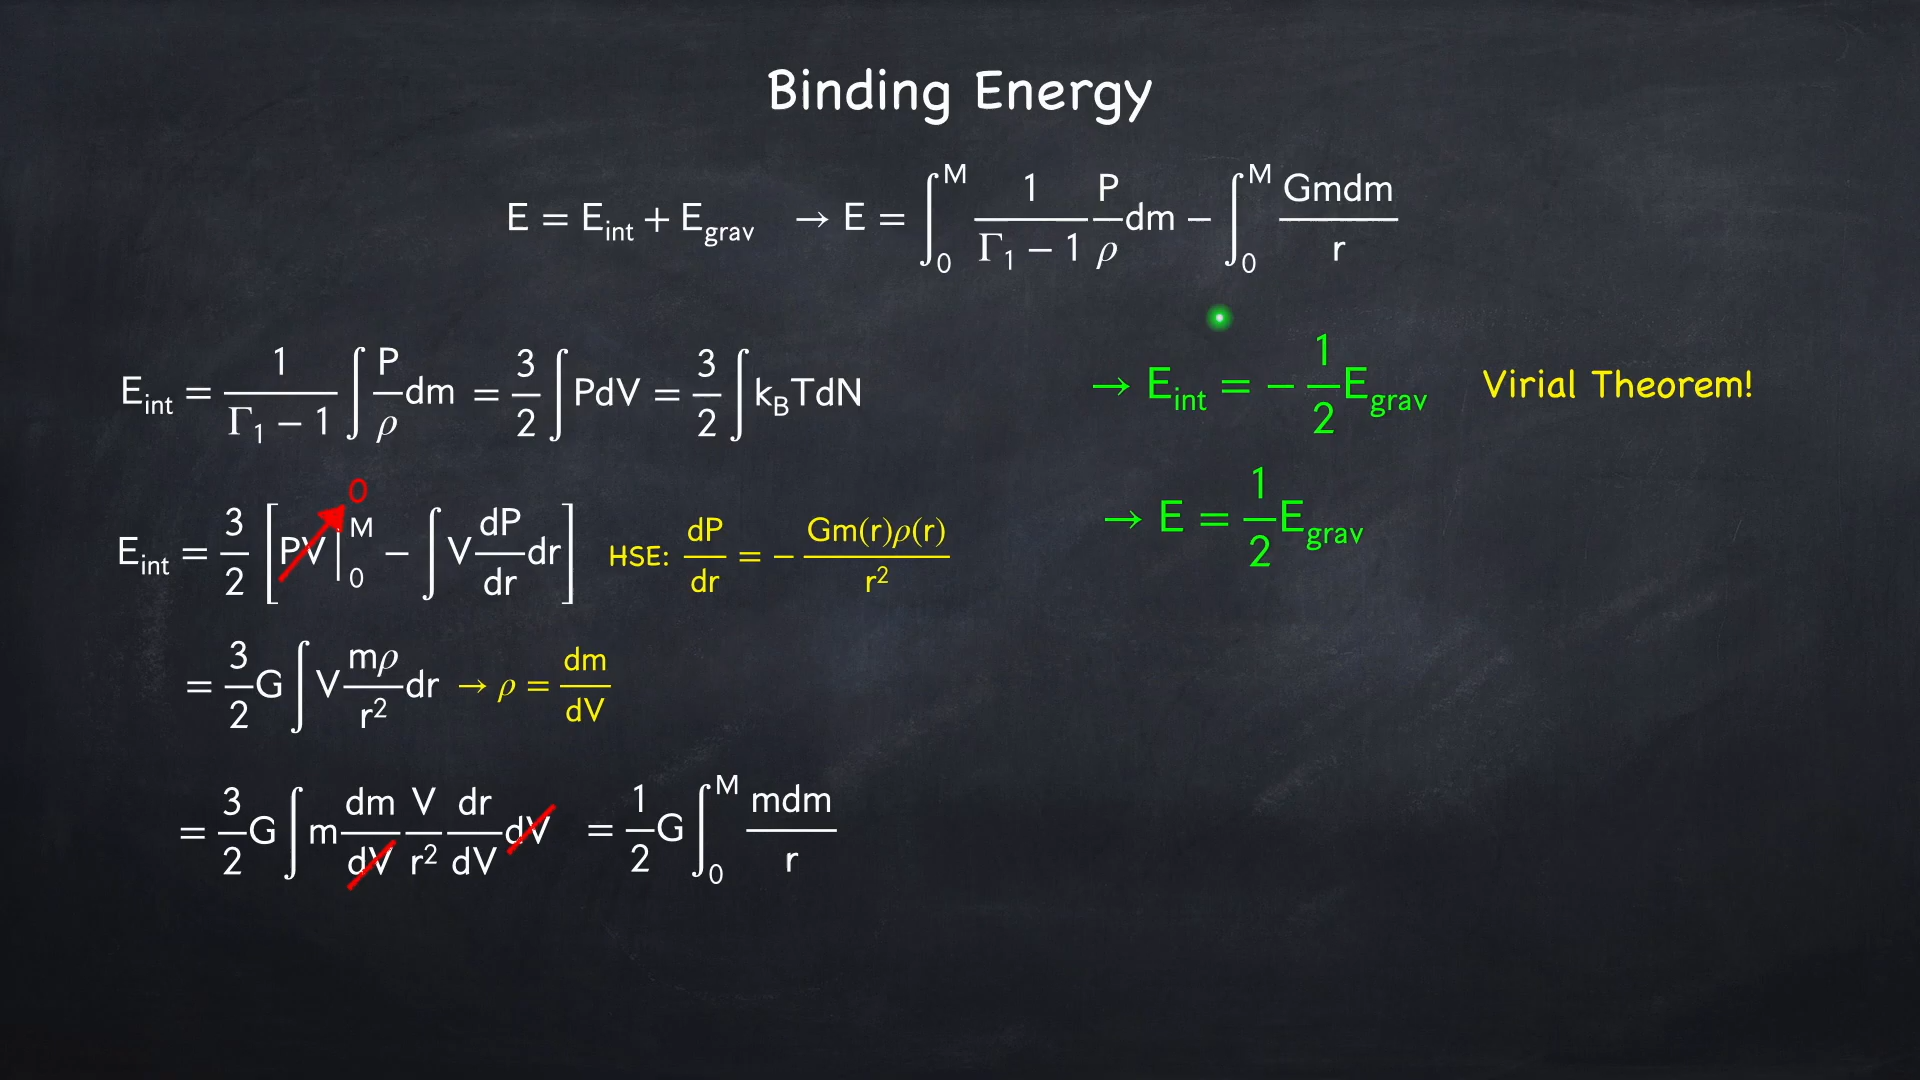 Binding Energy
E = E_int + E_grav → E = ∫_0^M 1/(Γ_1 − 1) P/ρ dm − ∫_0^M Gmdm/r
E_int = 1/(Γ_1 − 1) ∫ P/ρ dm = 3/2 ∫ PdV = 3/2 ∫ k_B TdN
→ E_int = − 1/2 E_grav Virial Theorem!
0
E_int = 3/2 [PV|_0^M − ∫ V dP/dr dr] HSE: dP/dr = − Gm(r)ρ(r)/r²
→ E = 1/2 E_grav
= 3/2 G ∫ V mρ/r² dr → ρ = dm/dV
= 3/2 G ∫ m dm/dV V/r² dr/dV dV = 1/2 G ∫_0^M mdm/r